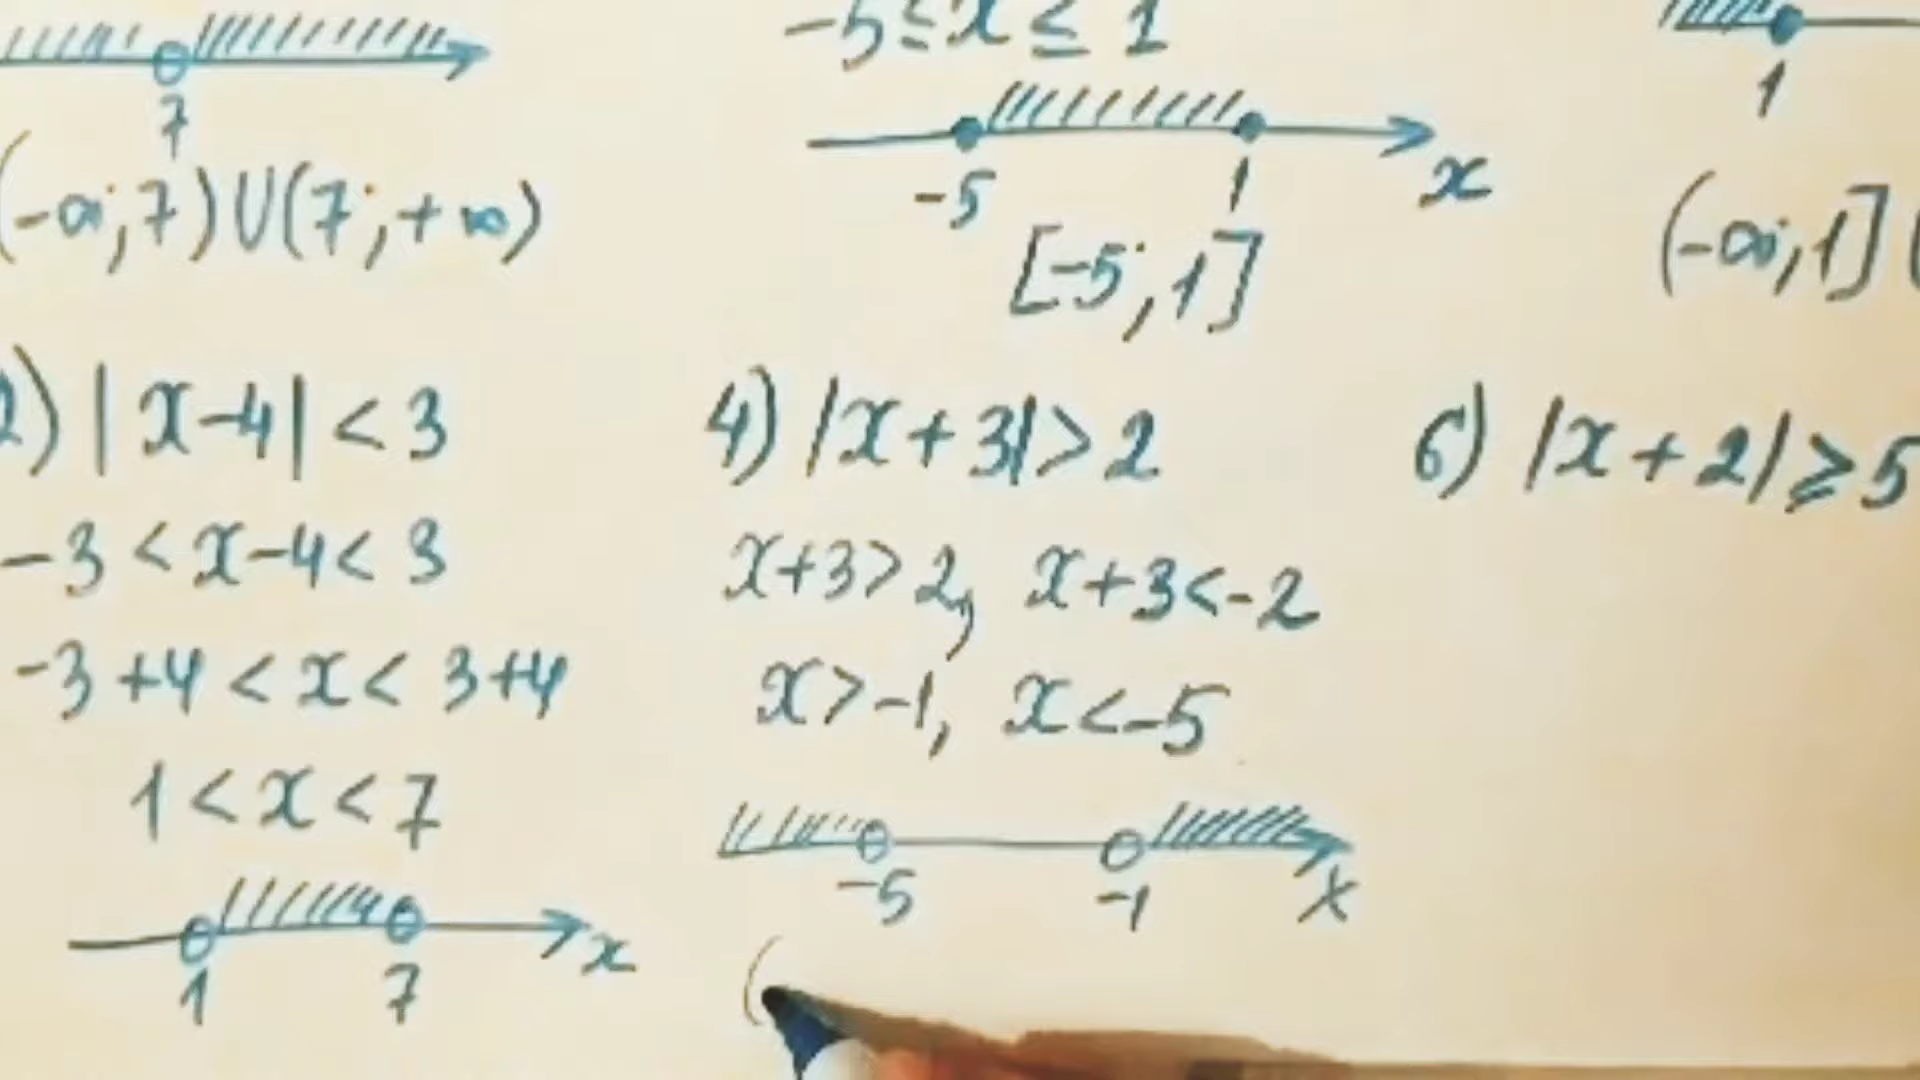 7
(-∞; 7) U (7; +∞)
-5 ≤ x ≤ 1
-5 1 x
[-5; 1]
1
(-∞; 1] (
2) |x-4| < 3
-3 < x-4 < 3
-3+4 < x < 3+4
1 < x < 7
1 7 x
4) |x+3| > 2
x+3>2, x+3<-2
x>-1, x<-5
-5 -1 x
(
6) |x+2| ≥ 5